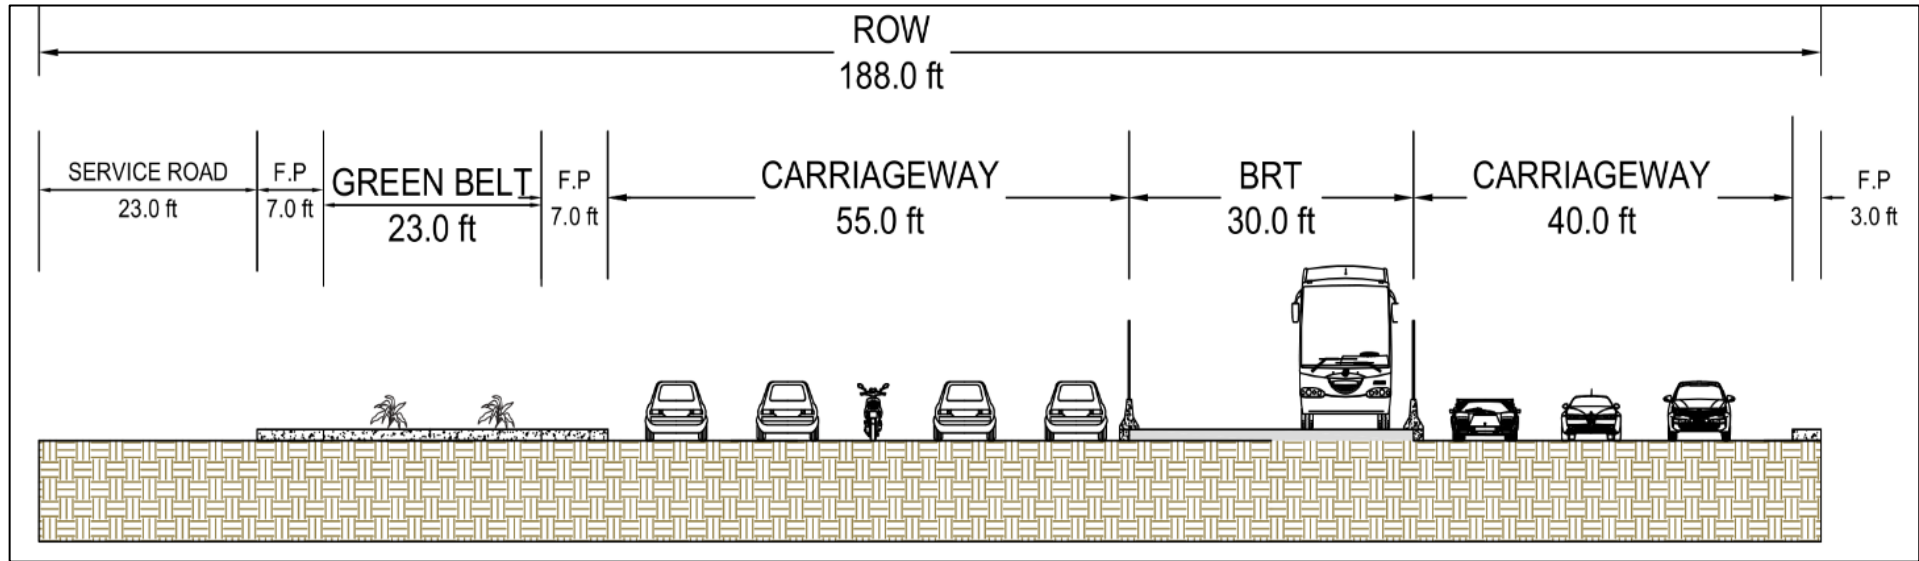 ROW
188.0 ft
SERVICE ROAD
23.0 ft
F.P
7.0 ft
GREEN BELT
23.0 ft
F.P
7.0 ft
CARRIAGEWAY
55.0 ft
BRT
30.0 ft
CARRIAGEWAY
40.0 ft
F.P
3.0 ft